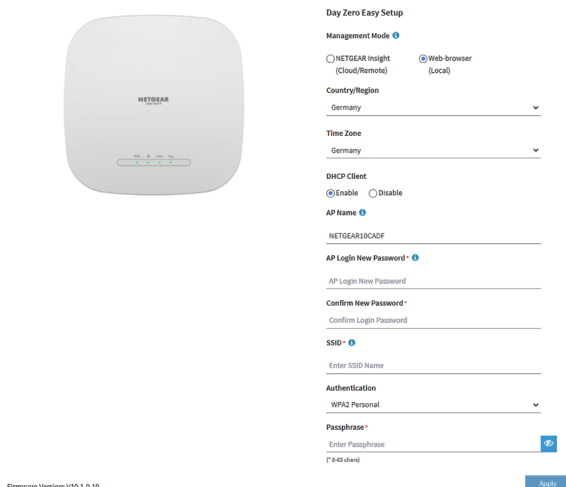 Day Zero Easy Setup
Management Mode
NETGEAR Insight
(Cloud/Remote)
Web-browser
(Local)
Country/Region
Germany
Time Zone
Germany
DHCP Client
Enable
Disable
AP Name
NETGEAR10CADF
AP Login New Password*
AP Login New Password
Confirm New Password*
Confirm Login Password
SSID*
Enter SSID Name
Authentication
WPA2 Personal
Passphrase*
Enter Passphrase
(* 8-63 chars)
Apply
NETGEAR
Firmware Version: V10.1.0.19